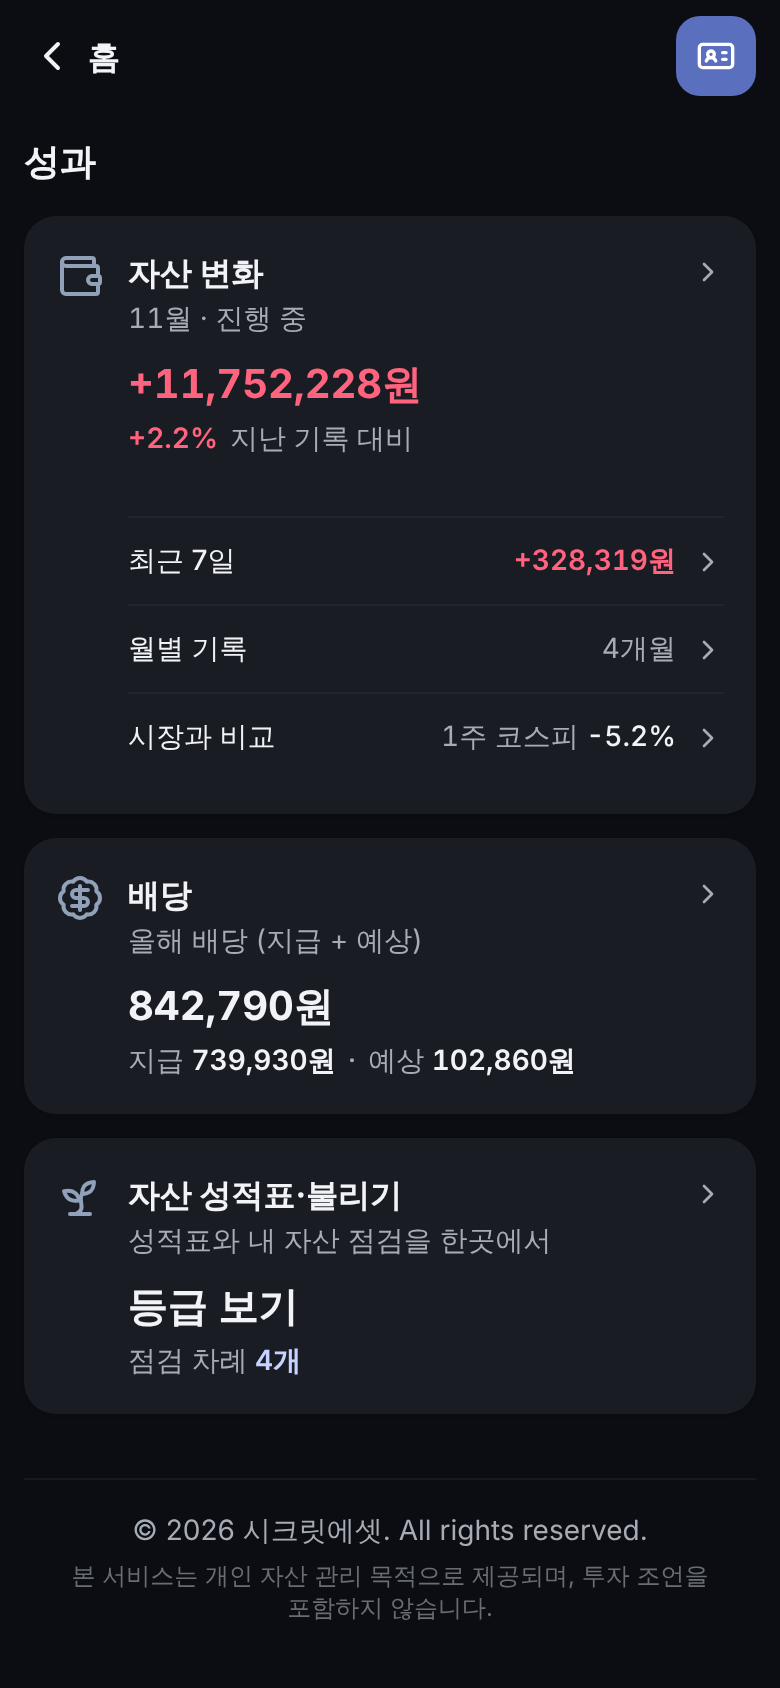 홈
성과
자산 변화
11월 · 진행 중
+11,752,228원
+2.2% 지난 기록 대비
최근 7일 +328,319원
월별 기록 4개월
시장과 비교 1주 코스피 -5.2%
배당
올해 배당 (지급 + 예상)
842,790원
지급 739,930원 · 예상 102,860원
자산 성적표·불리기
성적표와 내 자산 점검을 한곳에서
등급 보기
점검 차례 4개
© 2026 시크릿에셋. All rights reserved.
본 서비스는 개인 자산 관리 목적으로 제공되며, 투자 조언을
포함하지 않습니다.